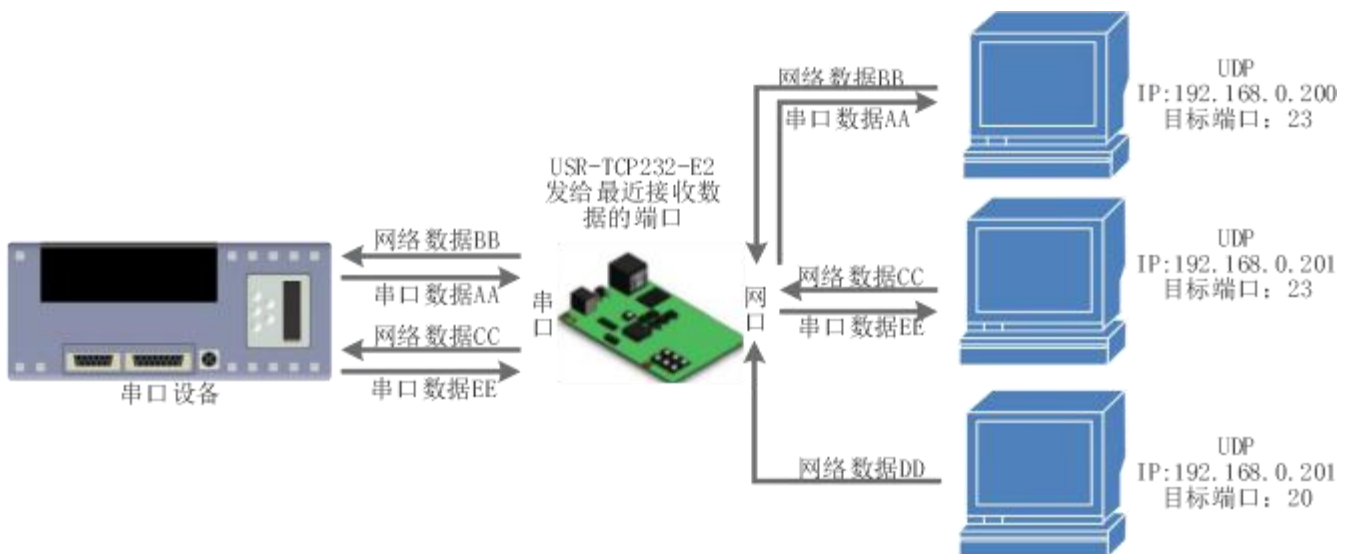 网络数据BB
串口数据AA
UDP
IP:192.168.0.200
目标端口：23
USR-TCP232-E2
发给最近接收数
据的端口
网络数据BB
串口数据AA
网络数据CC
串口数据EE
串口设备
串口
网口
网络数据CC
串口数据EE
UDP
IP:192.168.0.201
目标端口：23
网络数据DD
UDP
IP:192.168.0.201
目标端口：20